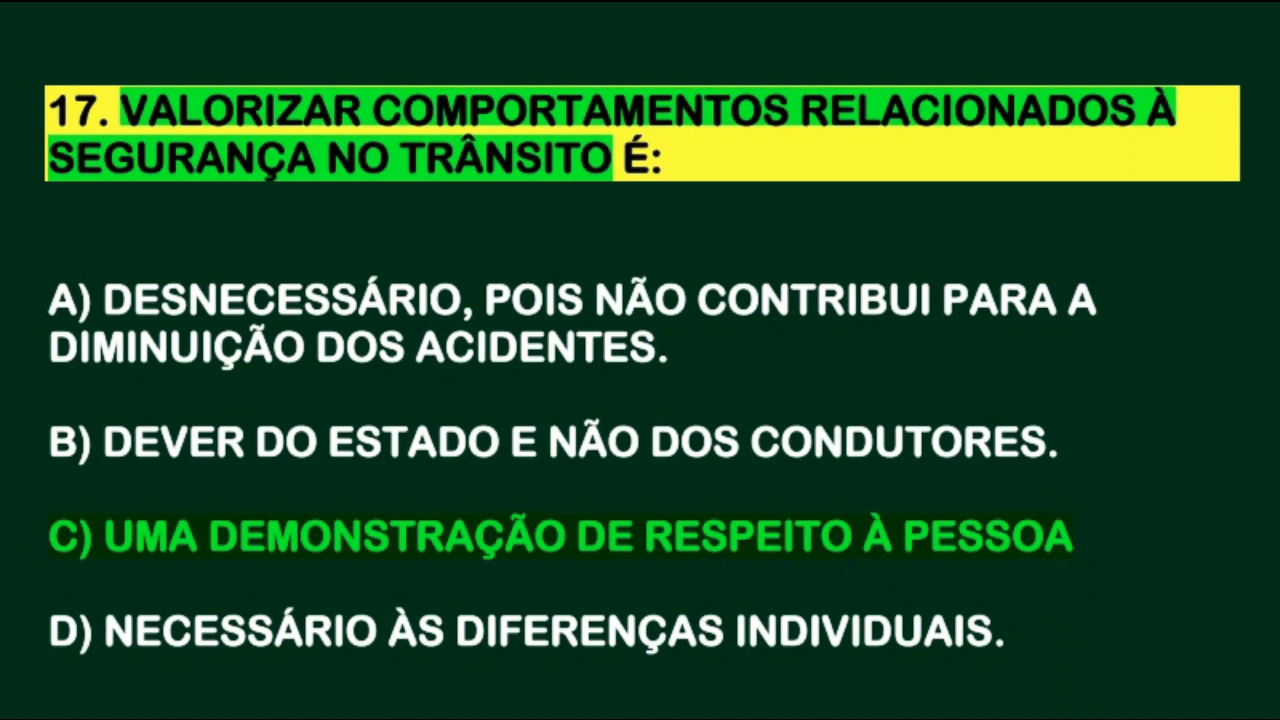 17. VALORIZAR COMPORTAMENTOS RELACIONADOS À
SEGURANÇA NO TRÂNSITO É:
A) DESNECESSÁRIO, POIS NÃO CONTRIBUI PARA A
DIMINUIÇÃO DOS ACIDENTES.
B) DEVER DO ESTADO E NÃO DOS CONDUTORES.
C) UMA DEMONSTRAÇÃO DE RESPEITO À PESSOA
D) NECESSÁRIO ÀS DIFERENÇAS INDIVIDUAIS.